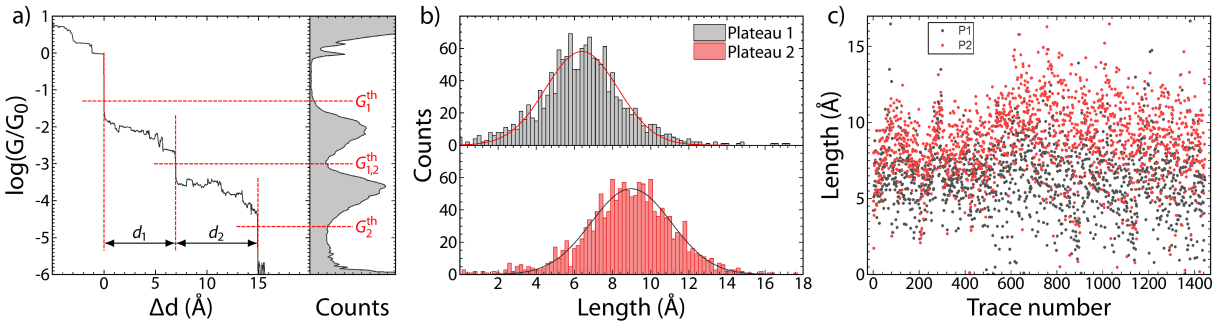 a)
log(G/G₀)
1
0
-1
-2
-3
-4
-5
-6
G₁ᵗʰ
G₁,₂ᵗʰ
G₂ᵗʰ
d₁
d₂
0 5 10 15
Δd (Å)
Counts
b)
Counts
60
40
20
0
60
40
20
0
Plateau 1
Plateau 2
0 2 4 6 8 10 12 14 16 18
Length (Å)
c)
Length (Å)
15
10
5
0
P1
P2
0 200 400 600 800 1000 1200 1400
Trace number